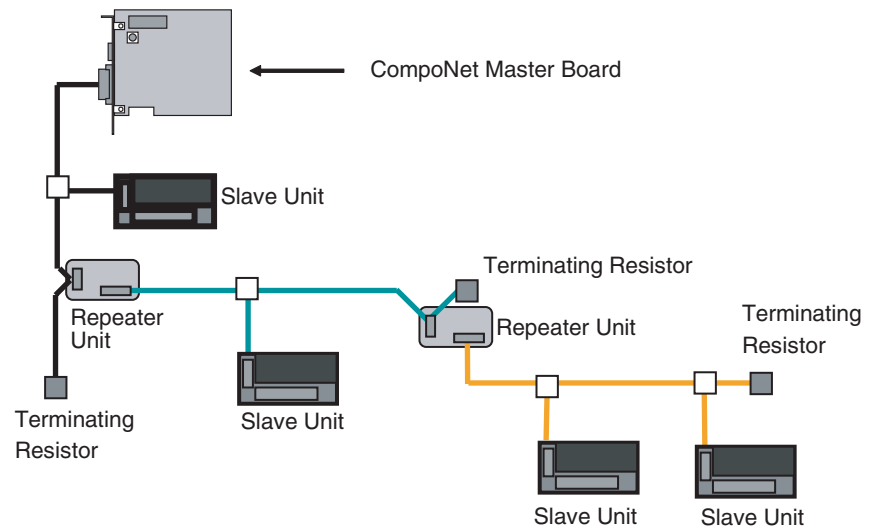 CompoNet Master Board
Slave Unit
Terminating Resistor
Repeater
Unit
Repeater Unit
Terminating
Resistor
Terminating
Resistor
Slave Unit
Slave Unit
Slave Unit